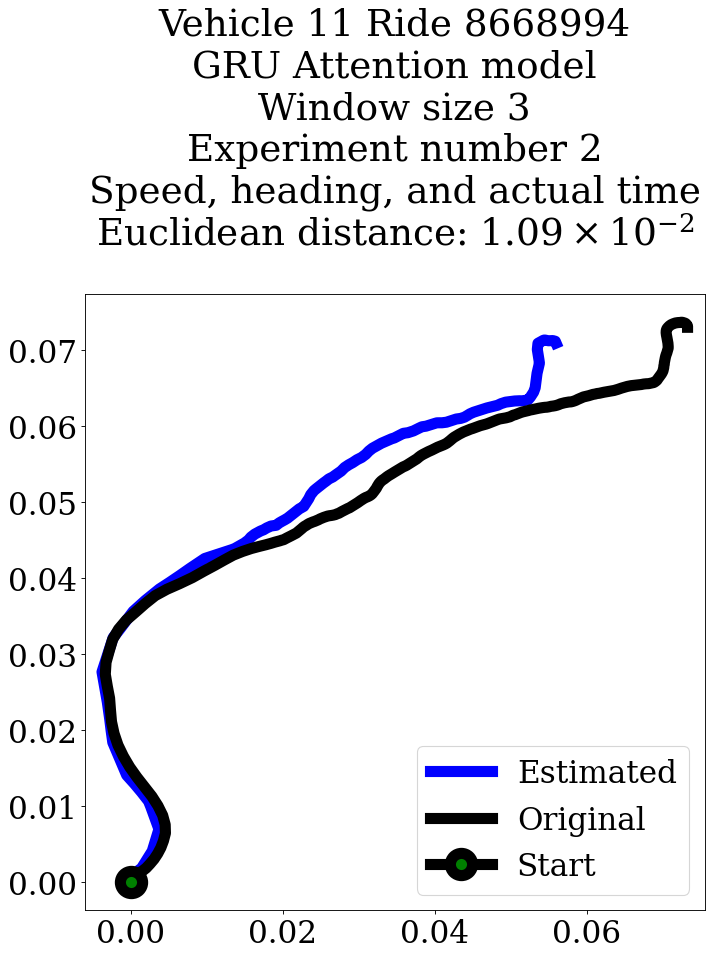 Vehicle 11 Ride 8668994
GRU Attention model
Window size 3
Experiment number 2
Speed, heading, and actual time
Euclidean distance: 1.09 × 10⁻²
0.07
0.06
0.05
0.04
0.03
0.02
0.01
0.00
Estimated
Original
Start
0.00 0.02 0.04 0.06